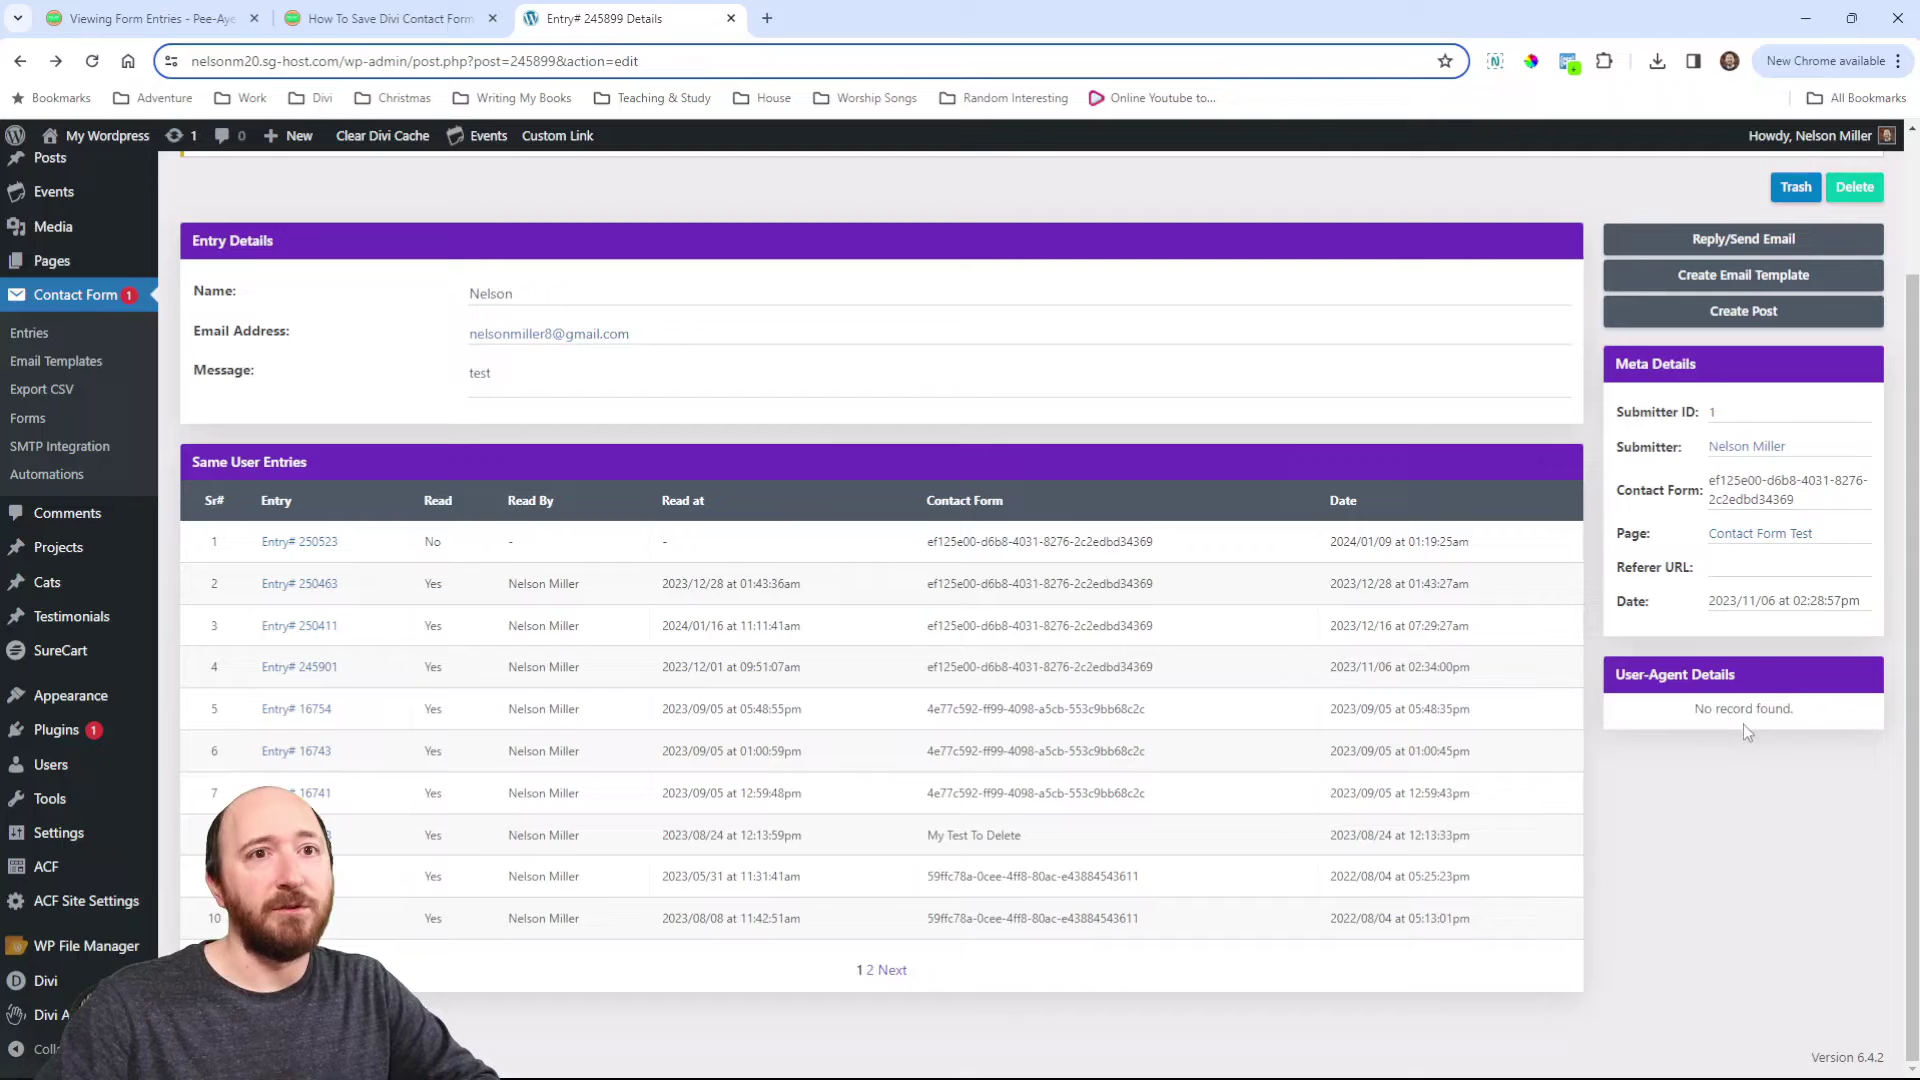 Viewing Form Entries - Pee-Aye
How To Save Divi Contact Form
Entry# 245899 Details
nelsonm20.sg-host.com/wp-admin/post.php?post=245899&action=edit
New Chrome available
Bookmarks
Adventure
Work
Divi
Christmas
Writing My Books
Teaching & Study
House
Worship Songs
Random Interesting
Online Youtube to...
All Bookmarks
My Wordpress
1
0
New
Clear Divi Cache
Events
Custom Link
Howdy, Nelson Miller
Posts
Events
Media
Pages
Contact Form 1
Entries
Email Templates
Export CSV
Forms
SMTP Integration
Automations
Comments
Projects
Cats
Testimonials
SureCart
Appearance
Plugins 1
Users
Tools
Settings
ACF
ACF Site Settings
WP File Manager
Divi
Divi
Trash
Delete
Entry Details
Name: Nelson
Email Address: nelsonmiller8@gmail.com
Message: test
Same User Entries
Sr# Entry Read Read By Read at Contact Form Date
1 Entry# 250523 No - - ef125e00-d6b8-4031-8276-2c2edbd34369 2024/01/09 at 01:19:25am
2 Entry# 250463 Yes Nelson Miller 2023/12/28 at 01:43:36am ef125e00-d6b8-4031-8276-2c2edbd34369 2023/12/28 at 01:43:27am
3 Entry# 250411 Yes Nelson Miller 2024/01/16 at 11:11:41am ef125e00-d6b8-4031-8276-2c2edbd34369 2023/12/16 at 07:29:27am
4 Entry# 245901 Yes Nelson Miller 2023/12/01 at 09:51:07am ef125e00-d6b8-4031-8276-2c2edbd34369 2023/11/06 at 02:34:00pm
5 Entry# 16754 Yes Nelson Miller 2023/09/05 at 05:48:55pm 4e77c592-ff99-4098-a5cb-553c9bb68c2c 2023/09/05 at 05:48:35pm
6 Entry# 16743 Yes Nelson Miller 2023/09/05 at 01:00:59pm 4e77c592-ff99-4098-a5cb-553c9bb68c2c 2023/09/05 at 01:00:45pm
7 16741 Yes Nelson Miller 2023/09/05 at 12:59:48pm 4e77c592-ff99-4098-a5cb-553c9bb68c2c 2023/09/05 at 12:59:43pm
Yes Nelson Miller 2023/08/24 at 12:13:59pm My Test To Delete 2023/08/24 at 12:13:33pm
Yes Nelson Miller 2023/05/31 at 11:31:41am 59ffc78a-0cee-4ff8-80ac-e43884543611 2022/08/04 at 05:25:23pm
10 Yes Nelson Miller 2023/08/08 at 11:42:51am 59ffc78a-0cee-4ff8-80ac-e43884543611 2022/08/04 at 05:13:01pm
1 2 Next
Reply/Send Email
Create Email Template
Create Post
Meta Details
Submitter ID: 1
Submitter: Nelson Miller
Contact Form: ef125e00-d6b8-4031-8276-
2c2edbd34369
Page: Contact Form Test
Referer URL:
Date: 2023/11/06 at 02:28:57pm
User-Agent Details
No record found.
Version 6.4.2